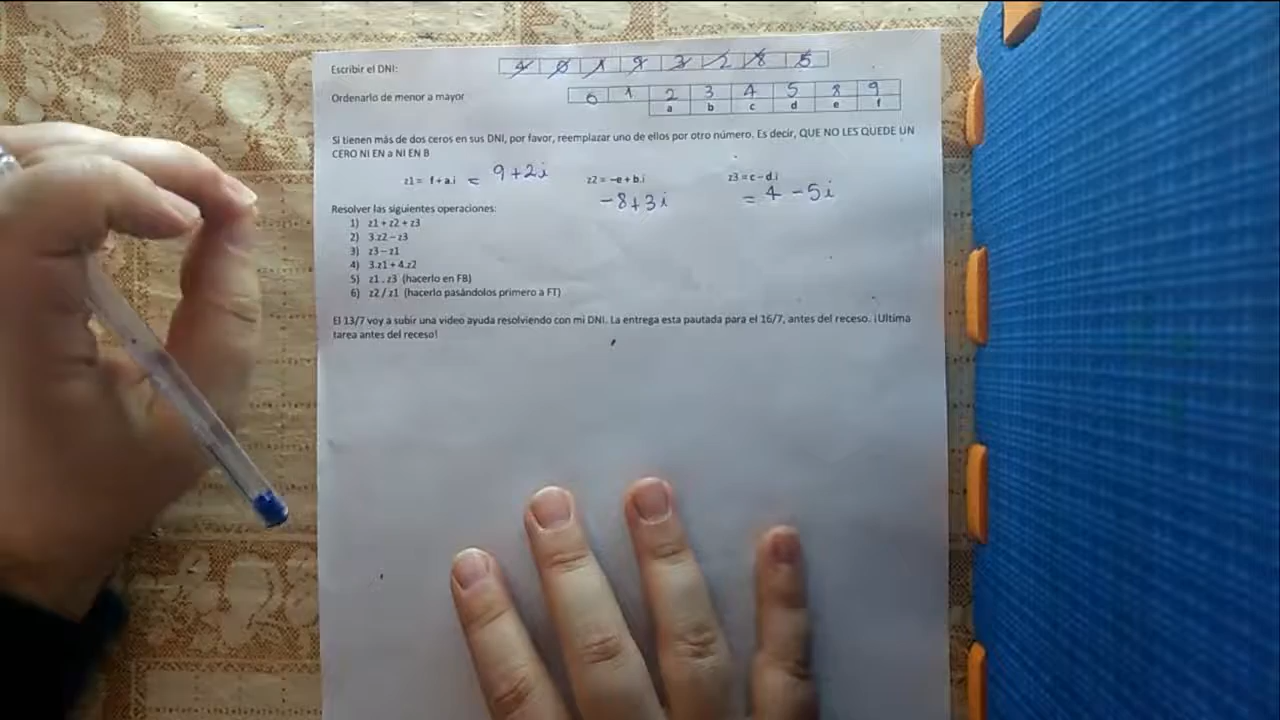 Escribir el DNI: 4 0 1 9 3 2 8 5
Ordenarlo de menor a mayor 0 1 2 3 4 5 8 9
a b c d e f
Si tienen más de dos ceros en sus DNI, por favor, reemplazar uno de ellos por otro número. Es decir, QUE NO LES QUEDE UN
CERO NI EN a NI EN B
z1 = f + a.i = 9+2i z2 = –e + b.i z3 = c – d.i
-8+3i = 4 -5i
Resolver las siguientes operaciones:
1) z1 + z2 + z3
2) 3.z2 – z3
3) z3 – z1
4) 3.z1 + 4.z2
5) z1 . z3 (hacerlo en FB)
6) z2 / z1 (hacerlo pasándolos primero a FT)
El 13/7 voy a subir una video ayuda resolviendo con mi DNI. La entrega esta pautada para el 16/7, antes del receso. ¡Ultima
tarea antes del receso!